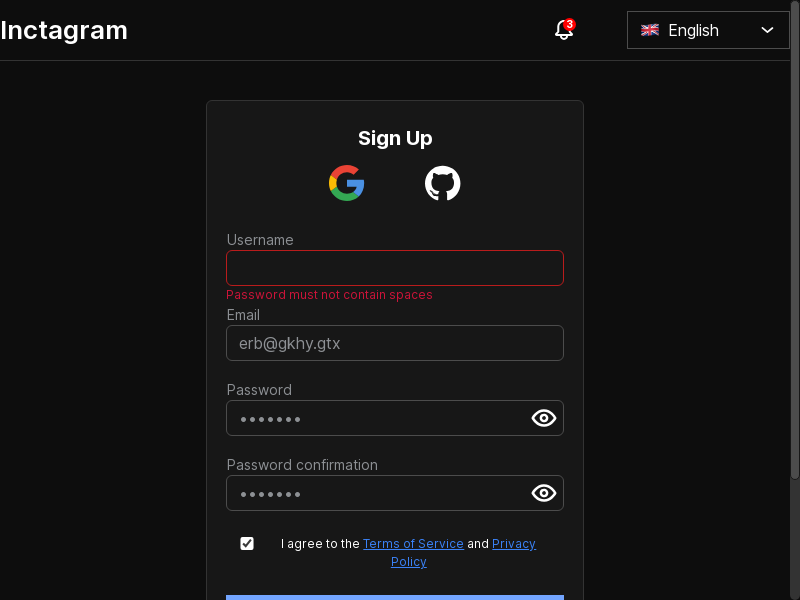 Inctagram
3
English
Sign Up
Username
Password must not contain spaces
Email
erb@gkhy.gtx
Password
•••••••
Password confirmation
•••••••
I agree to the Terms of Service and Privacy
Policy